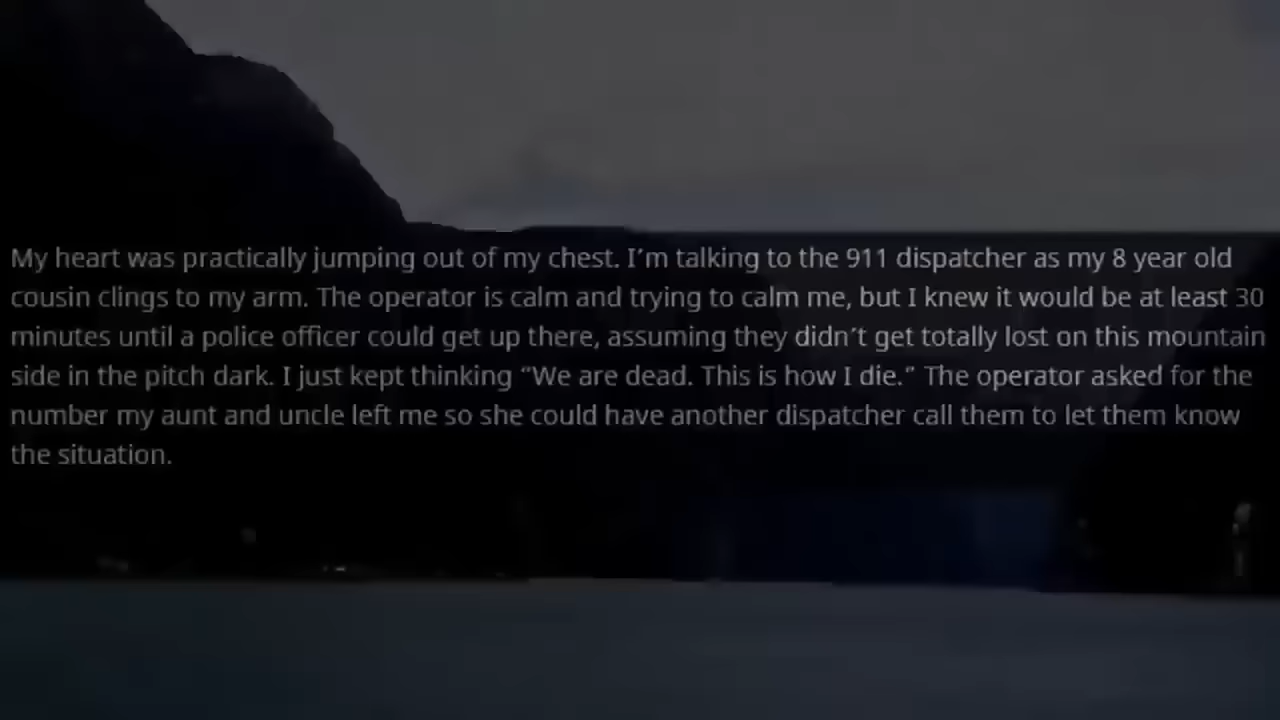 My heart was practically jumping out of my chest. I'm talking to the 911 dispatcher as my 8 year old
cousin clings to my arm. The operator is calm and trying to calm me, but I knew it would be at least 30
minutes until a police officer could get up there, assuming they didn't get totally lost on this mountain
side in the pitch dark. I just kept thinking “We are dead. This is how I die.” The operator asked for the
number my aunt and uncle left me so she could have another dispatcher call them to let them know
the situation.